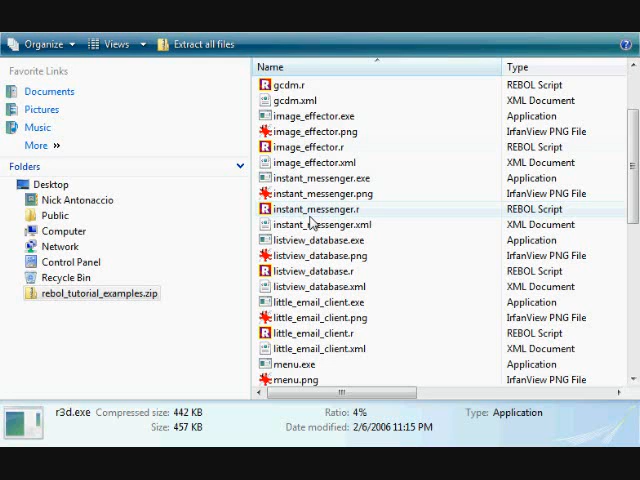 Organize Views Extract all files
Favorite Links
Documents
Pictures
Music
More »
Folders
Desktop
Nick Antonaccio
Public
Computer
Network
Control Panel
Recycle Bin
rebol_tutorial_examples.zip
Name Type
gcdm.r REBOL Script
gcdm.xml XML Document
image_effector.exe Application
image_effector.png IrfanView PNG File
image_effector.r REBOL Script
image_effector.xml XML Document
instant_messenger.exe Application
instant_messenger.png IrfanView PNG File
instant_messenger.r REBOL Script
instant_messenger.xml XML Document
listview_database.exe Application
listview_database.png IrfanView PNG File
listview_database.r REBOL Script
listview_database.xml XML Document
little_email_client.exe Application
little_email_client.png IrfanView PNG File
little_email_client.r REBOL Script
little_email_client.xml XML Document
menu.exe Application
menu.png IrfanView PNG File
r3d.exe Compressed size: 442 KB Ratio: 4% Type: Application
Size: 457 KB Date modified: 2/6/2006 11:15 PM